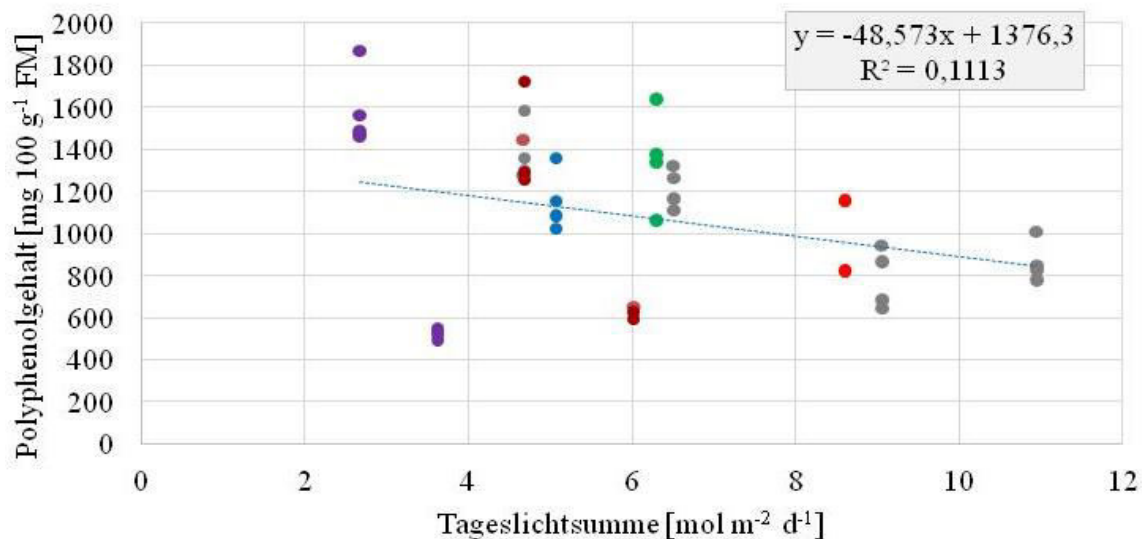 Polyphenolgehalt [mg 100 g⁻¹ FM]
2000
1800
1600
1400
1200
1000
800
600
400
200
0
y = -48,573x + 1376,3
R² = 0,1113
0 2 4 6 8 10 12
Tageslichtsumme [mol m⁻² d⁻¹]